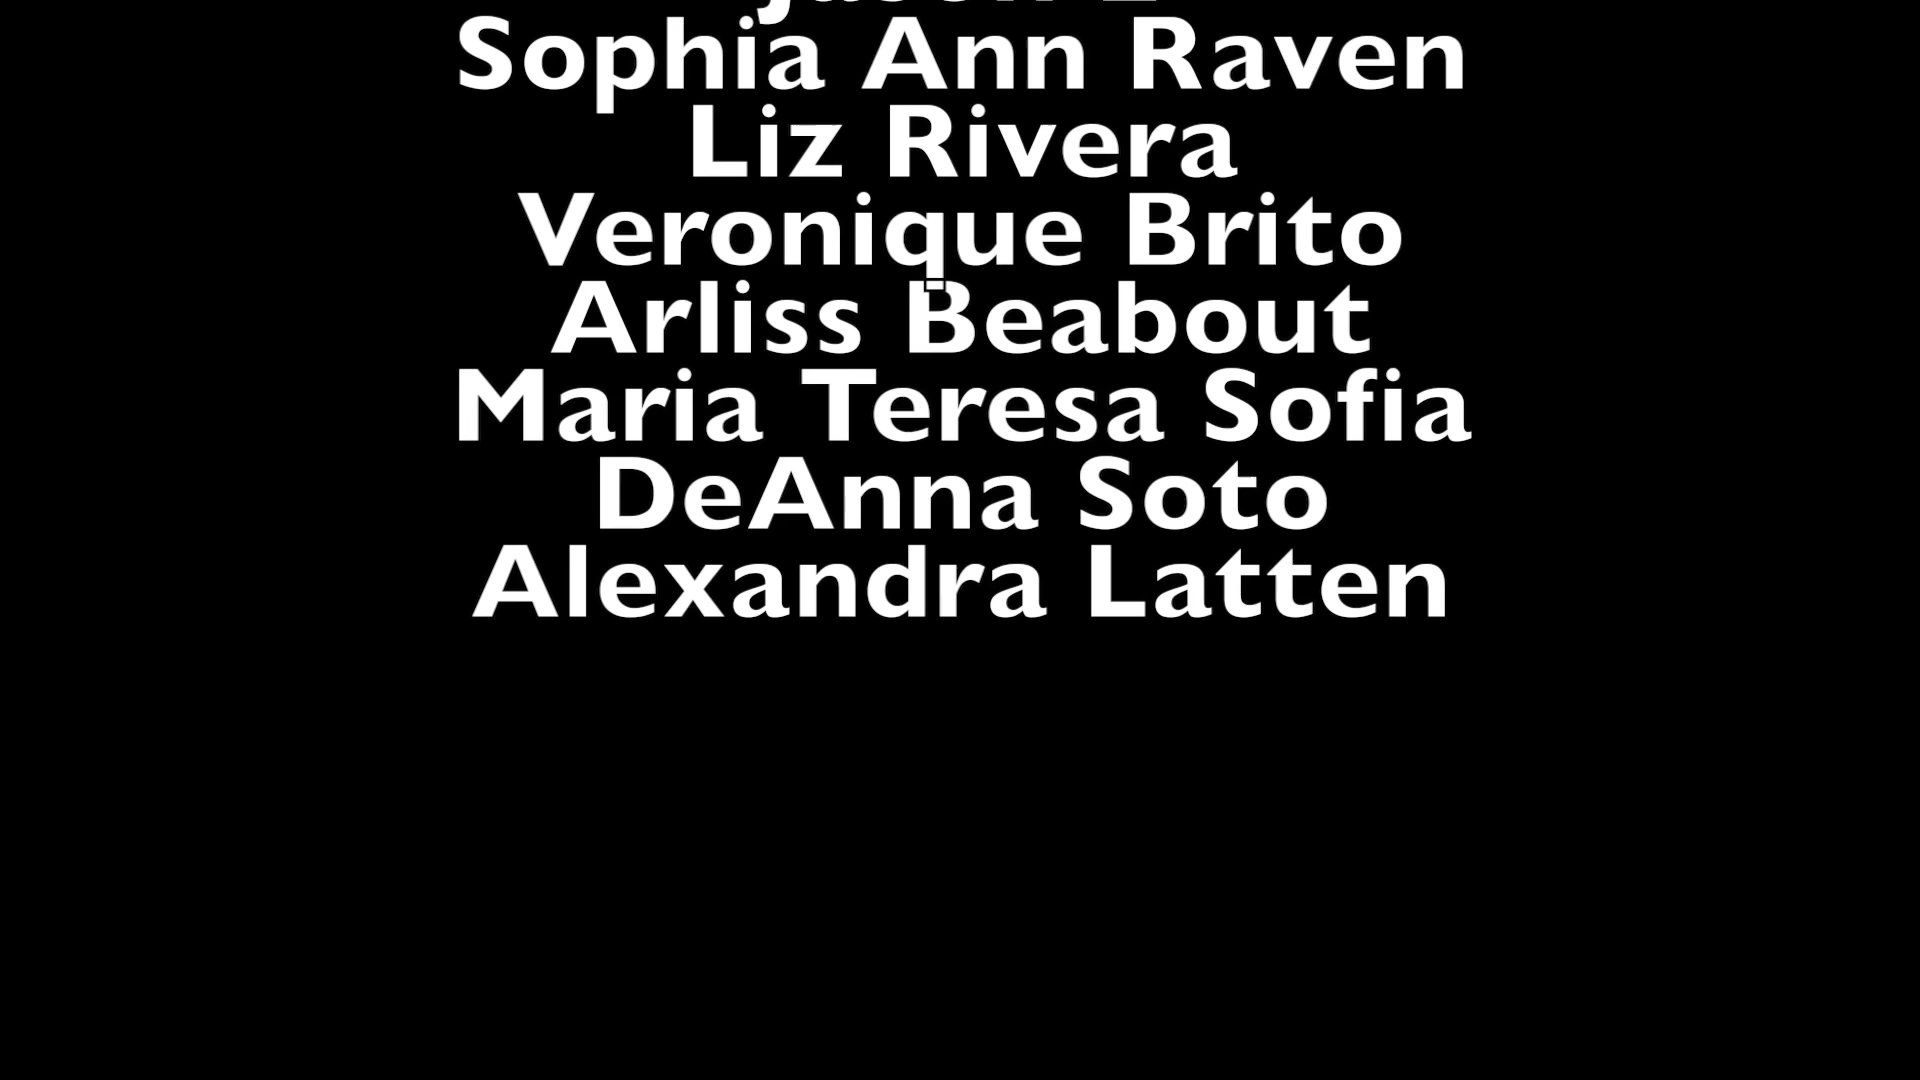 Sophia Ann Raven
Liz Rivera
Veronique Brito
Arliss Beabout
Maria Teresa Sofia
DeAnna Soto
Alexandra Latten